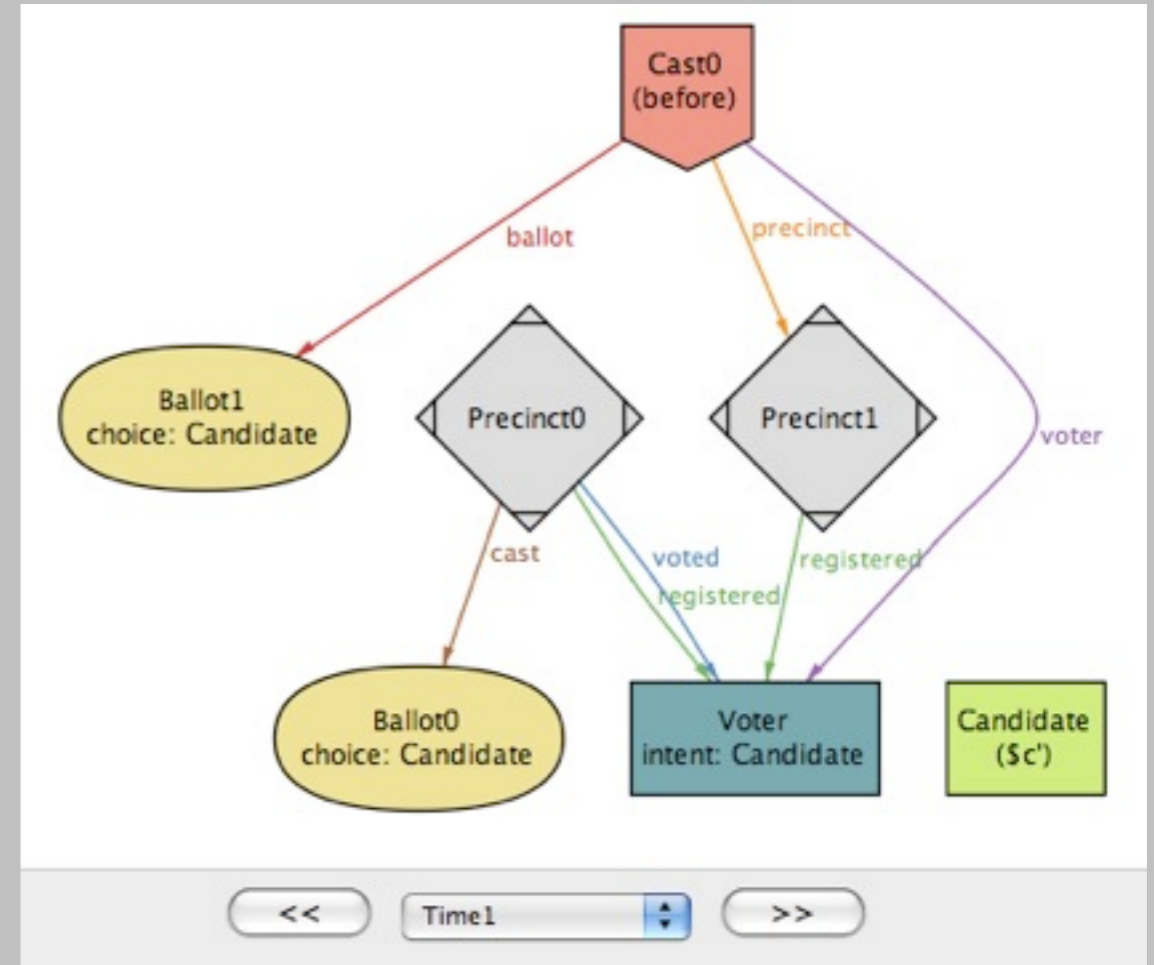 Cast0
(before)
ballot
precinct
Ballot1
choice: Candidate
Precinct0
Precinct1
voter
cast
voted
registered
registered
Ballot0
choice: Candidate
Voter
intent: Candidate
Candidate
($c')
<<
Time1
>>